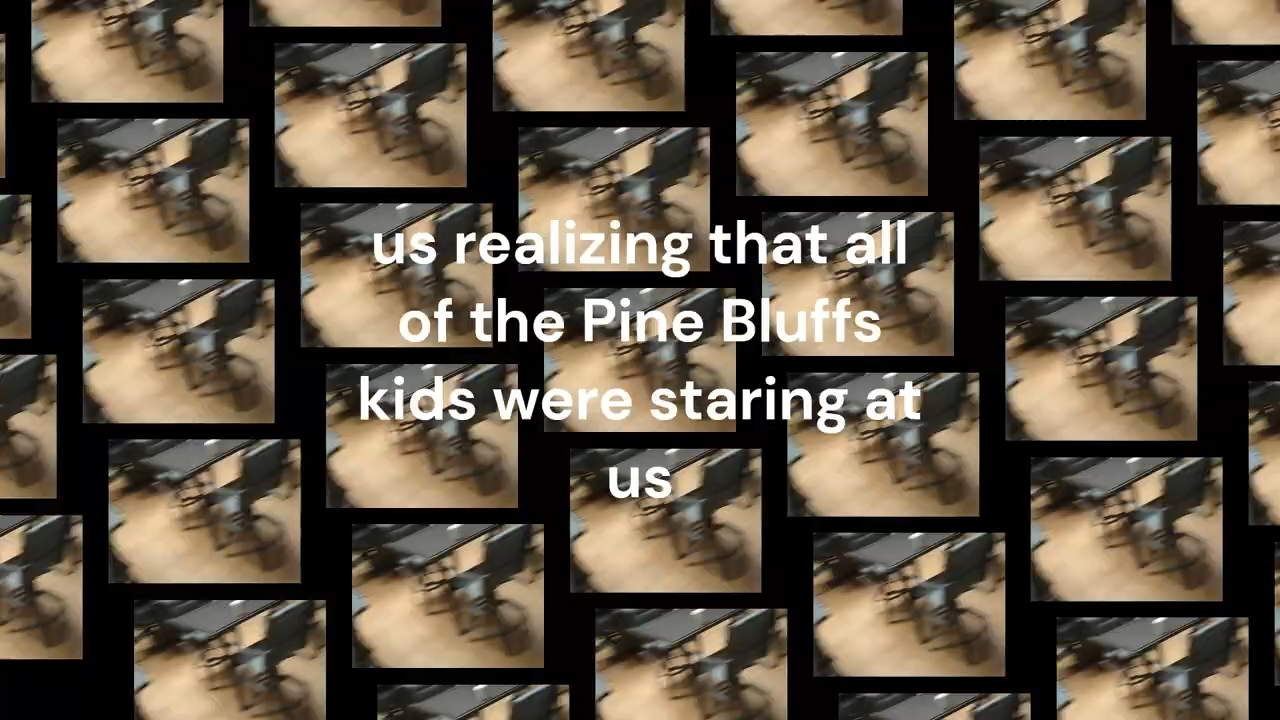 us realizing that all
of the Pine Bluffs
kids were staring at
us